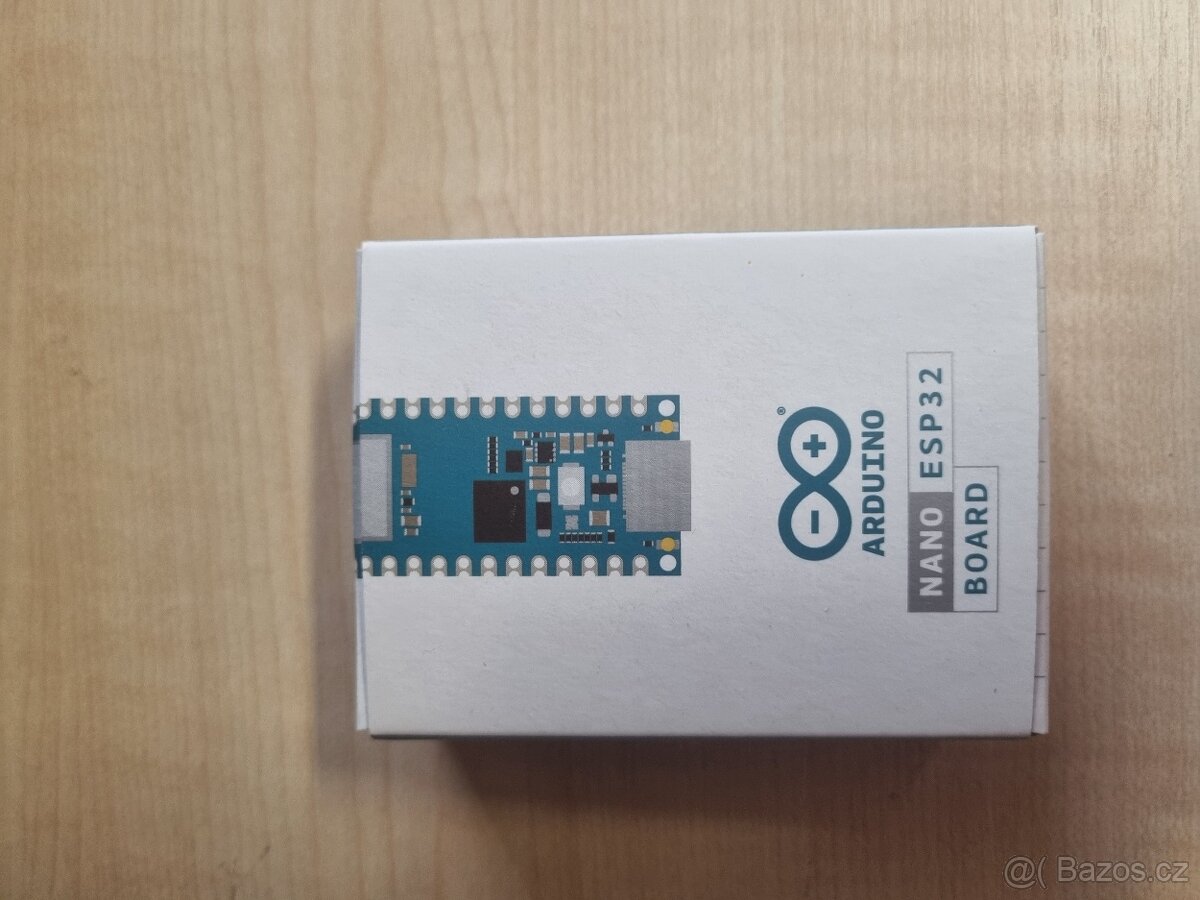 ARDUINO®
NANO ESP32
BOARD
@( Bazos.cz